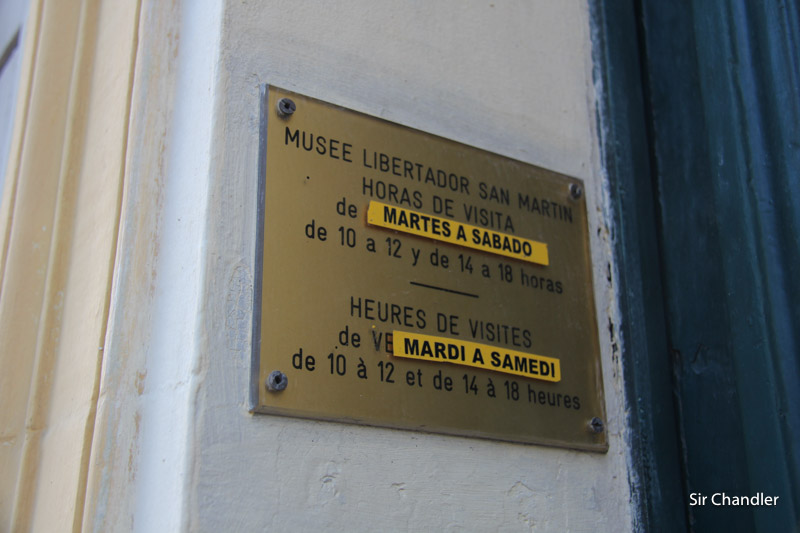 MUSEE LIBERTADOR SAN MARTIN
HORAS DE VISITA
de MARTES A SABADO
de 10 a 12 y de 14 a 18 horas
HEURES DE VISITES
de VE MARDI A SAMEDI
de 10 à 12 et de 14 à 18 heures
Sir Chandler